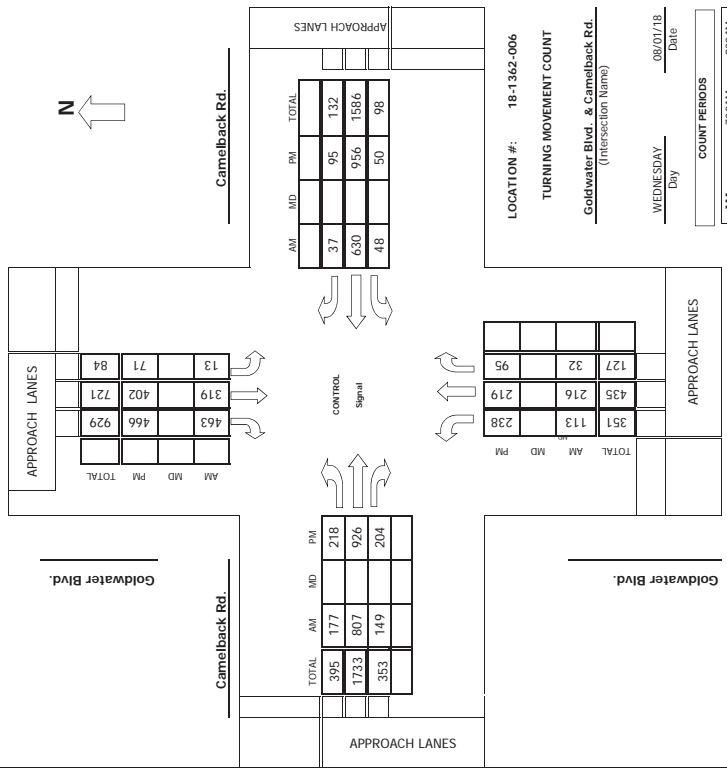 N
Camelback Rd.
APPROACH LANES
AM MD PM TOTAL
37 95 132
630 956 1586
48 50 98
LOCATION #: 18-1362-006
TURNING MOVEMENT COUNT
Goldwater Blvd. & Camelback Rd.
(Intersection Name)
WEDNESDAY 08/01/18
Day Date
COUNT PERIODS
APPROACH LANES
TOTAL 929 721 84
PM 466 402 71
MD
AM 463 319 13
CONTROL
Signal
PM 238 219 95
MD
AM 113 216 32
MD
TOTAL 351 435 127
APPROACH LANES
Goldwater Blvd.
Camelback Rd.
TOTAL AM MD PM
395 177 218
1733 807 926
353 149 204
APPROACH LANES
Goldwater Blvd.